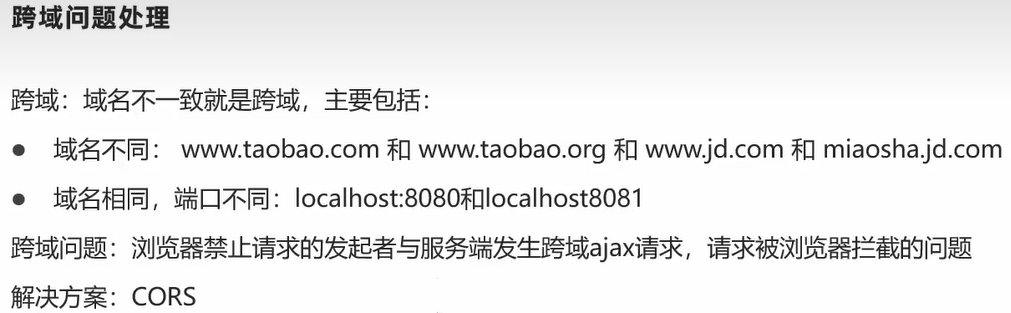 跨域问题处理
跨域：域名不一致就是跨域，主要包括：
● 域名不同： www.taobao.com 和 www.taobao.org 和 www.jd.com 和 miaosha.jd.com
● 域名相同，端口不同：localhost:8080和localhost8081
跨域问题：浏览器禁止请求的发起者与服务端发生跨域ajax请求，请求被浏览器拦截的问题
解决方案：CORS